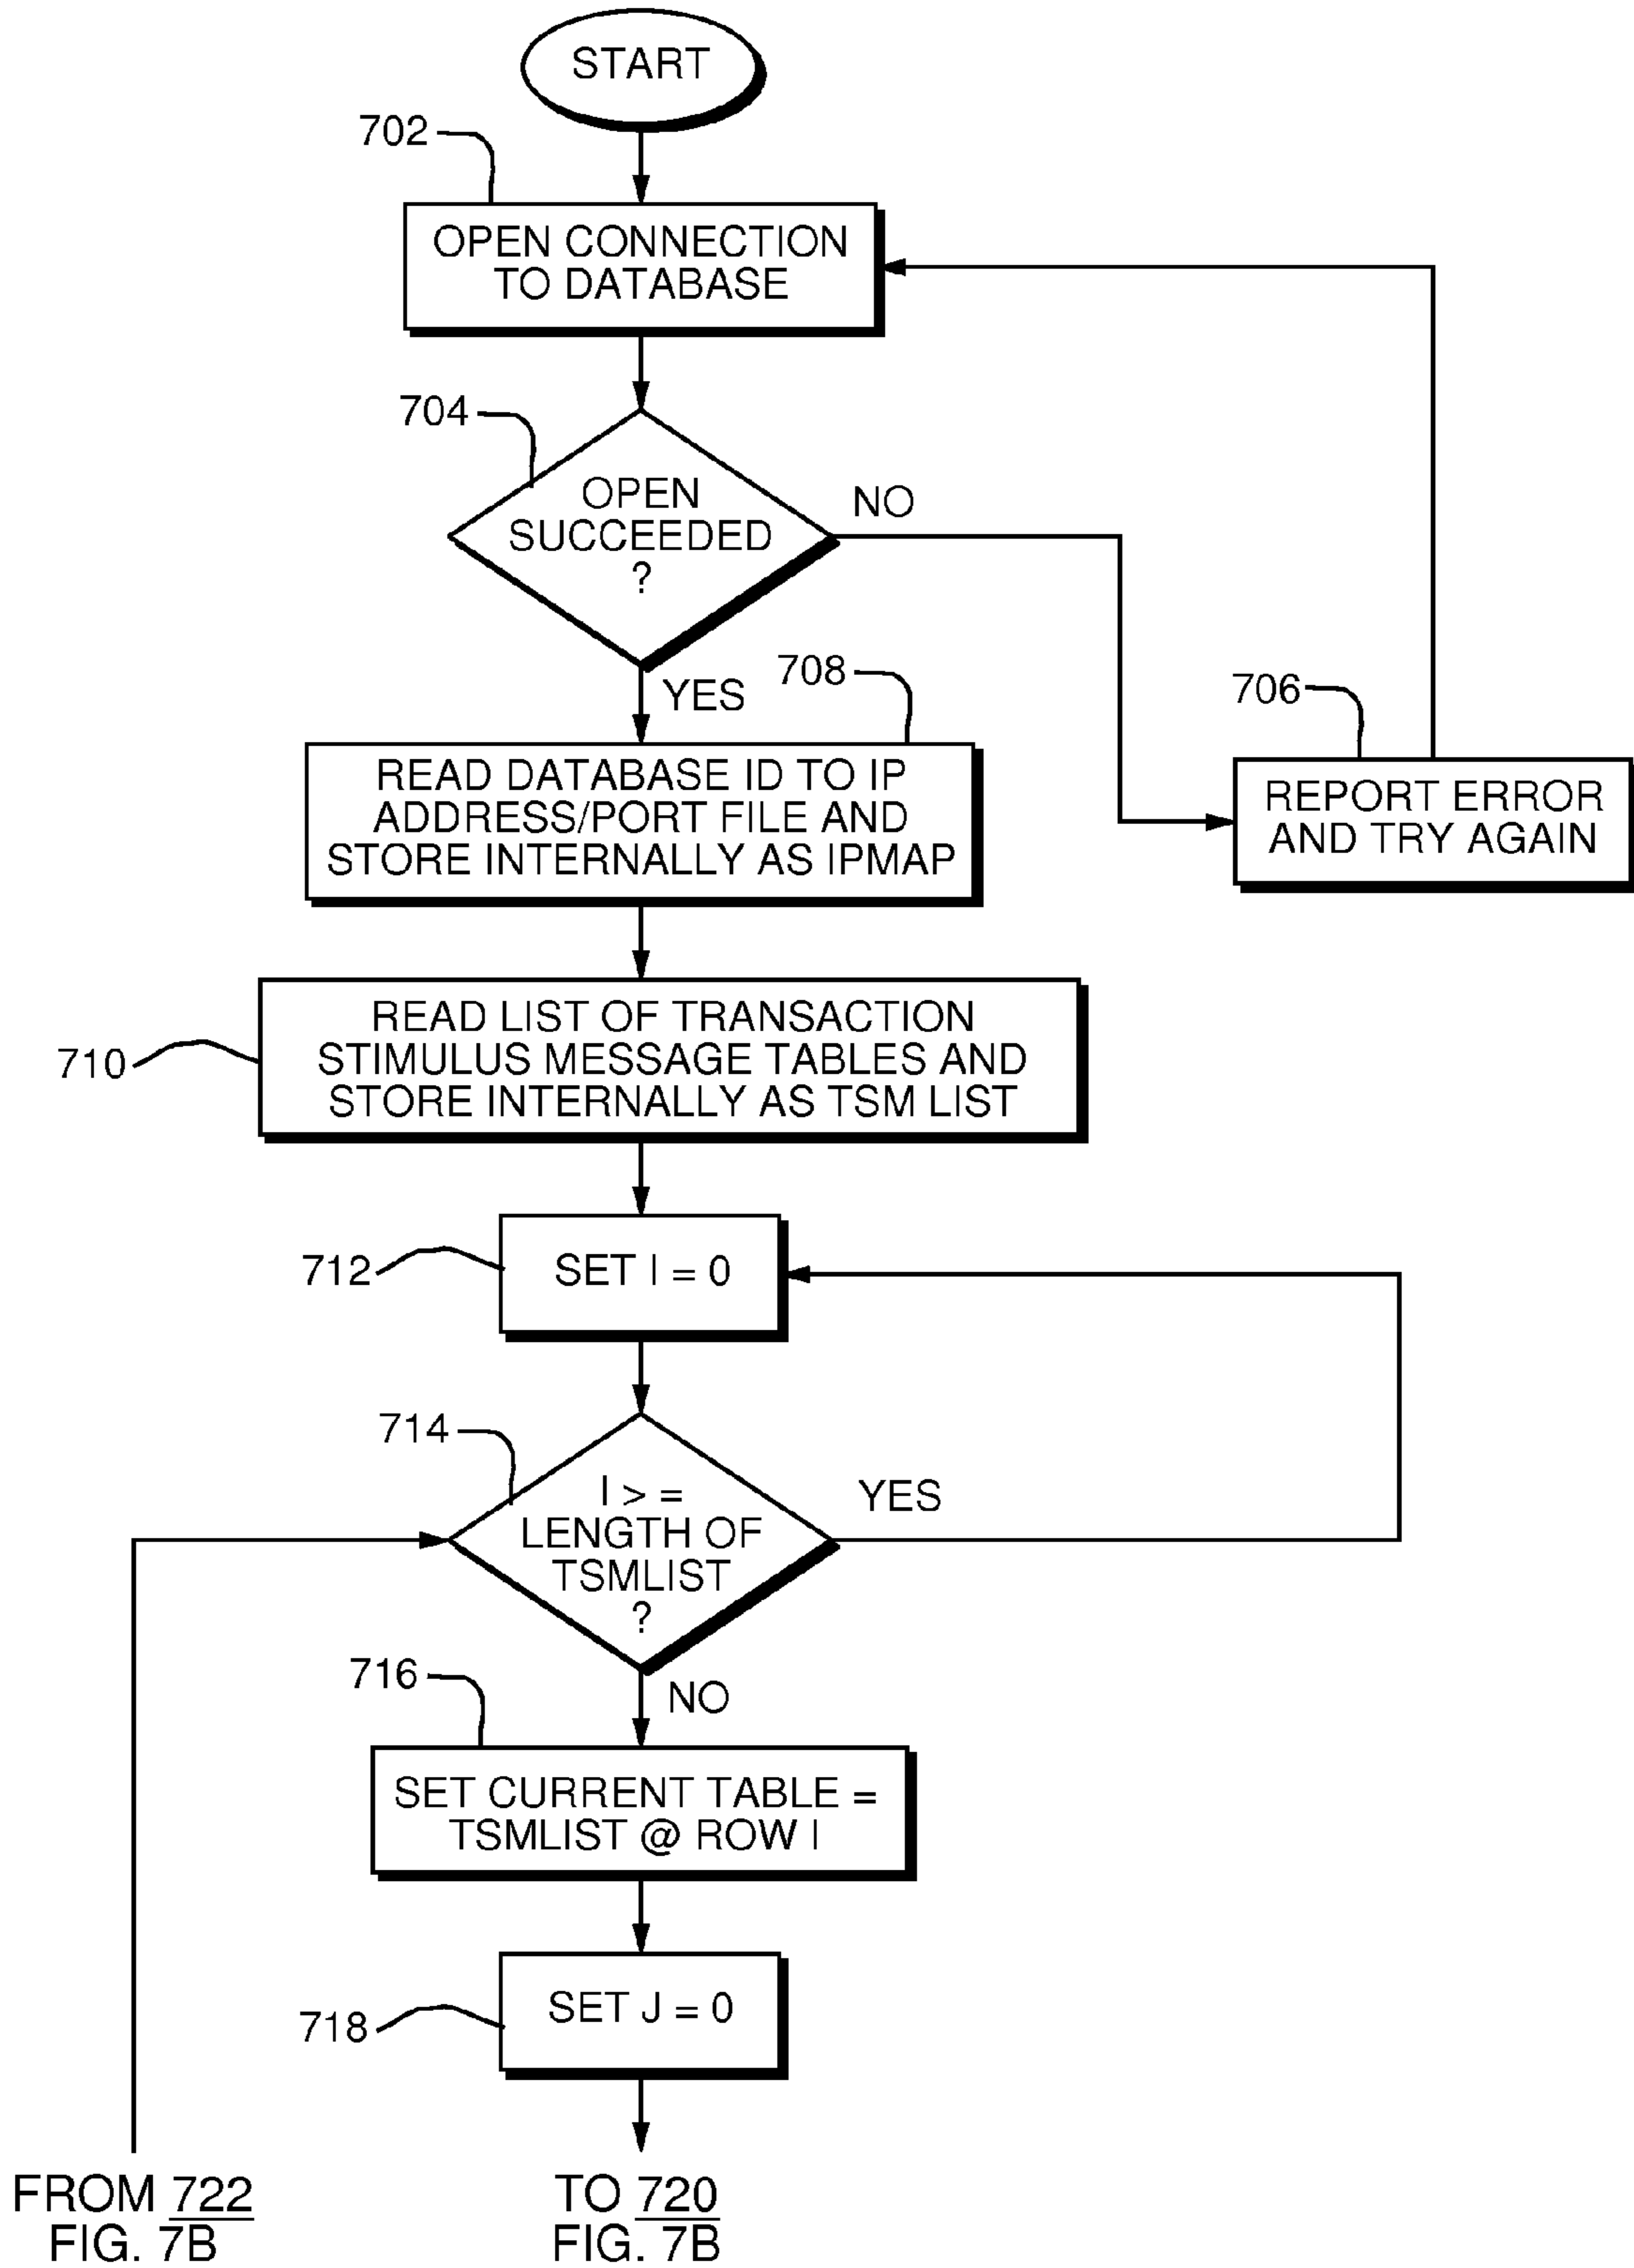 START
702
OPEN CONNECTION
TO DATABASE
704
OPEN
SUCCEEDED
?
NO
YES
708
706
READ DATABASE ID TO IP
ADDRESS/PORT FILE AND
STORE INTERNALLY AS IPMAP
REPORT ERROR
AND TRY AGAIN
710
READ LIST OF TRANSACTION
STIMULUS MESSAGE TABLES AND
STORE INTERNALLY AS TSM LIST
712
SET I = 0
714
I > =
LENGTH OF
TSMLIST
?
YES
NO
716
SET CURRENT TABLE =
TSMLIST @ ROW I
718
SET J = 0
FROM 722
FIG. 7B
TO 720
FIG. 7B